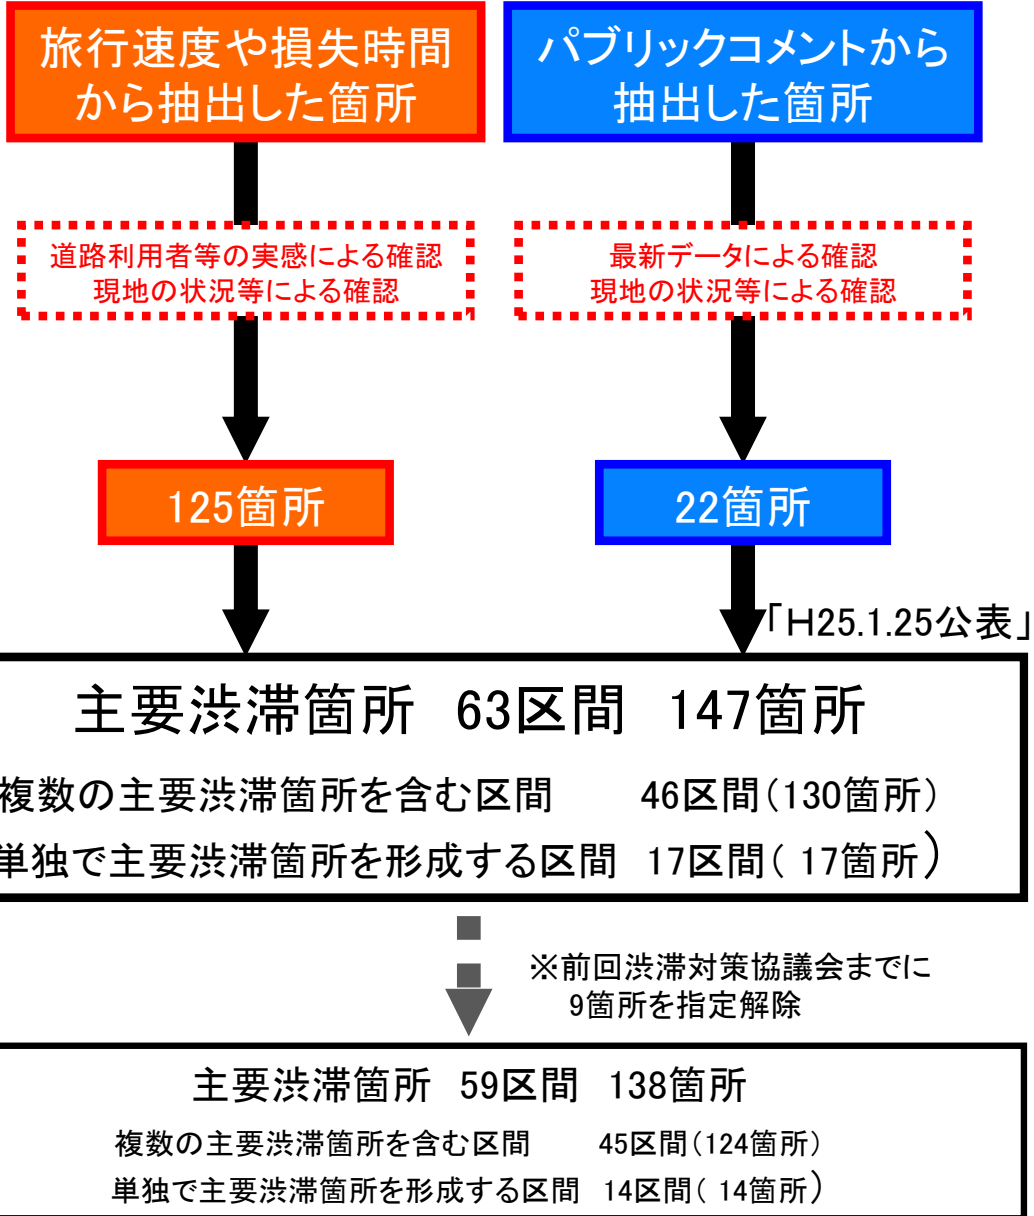 旅行速度や損失時間
から抽出した箇所
パブリックコメントから
抽出した箇所
道路利用者等の実感による確認
現地の状況等による確認
最新データによる確認
現地の状況等による確認
125箇所
22箇所
「H25.1.25公表」
主要渋滞箇所 63区間 147箇所
複数の主要渋滞箇所を含む区間 46区間(130箇所)
単独で主要渋滞箇所を形成する区間 17区間( 17箇所)
※前回渋滞対策協議会までに
9箇所を指定解除
主要渋滞箇所 59区間 138箇所
複数の主要渋滞箇所を含む区間 45区間(124箇所)
単独で主要渋滞箇所を形成する区間 14区間( 14箇所)